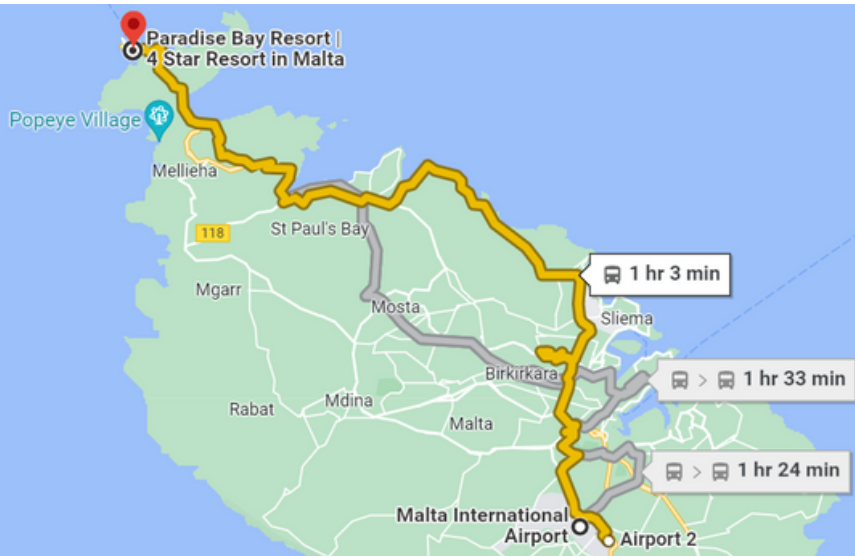 Paradise Bay Resort |
4 Star Resort in Malta
Popeye Village
Mellieha
St Paul's Bay
118
1 hr 3 min
Mgarr
Mosta
Sliema
Birkirkara
> 1 hr 33 min
Mdina
Rabat
Malta
> 1 hr 24 min
Malta International
Airport
Airport 2